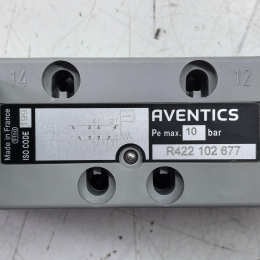 14
12
Made in France
ISO CODE
AVENTICS
Pe max. 10 bar
R422 102 677